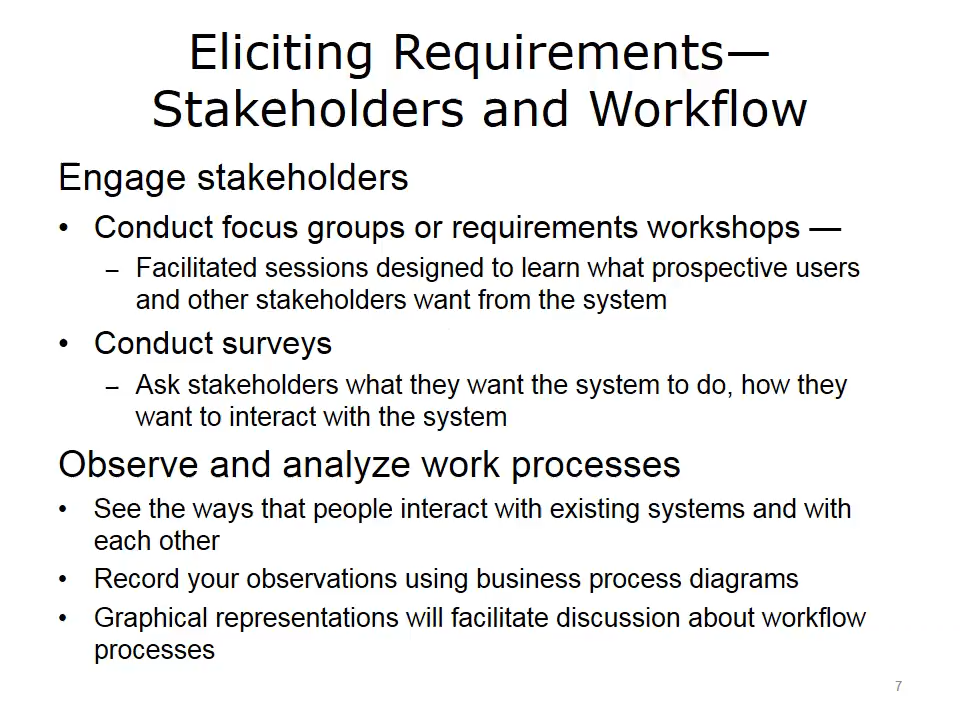 Eliciting Requirements—
Stakeholders and Workflow
Engage stakeholders
• Conduct focus groups or requirements workshops —
– Facilitated sessions designed to learn what prospective users
and other stakeholders want from the system
• Conduct surveys
– Ask stakeholders what they want the system to do, how they
want to interact with the system
Observe and analyze work processes
• See the ways that people interact with existing systems and with
each other
• Record your observations using business process diagrams
• Graphical representations will facilitate discussion about workflow
processes
7